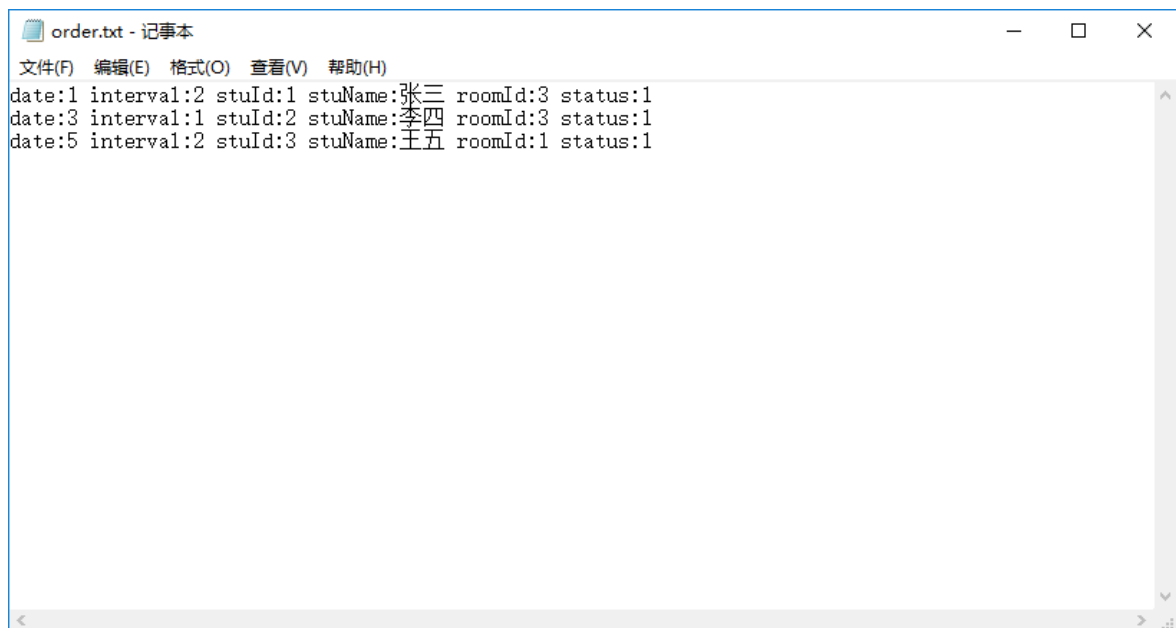 order.txt - 记事本
文件(F) 编辑(E) 格式(O) 查看(V) 帮助(H)
date:1 interval:2 stuId:1 stuName:张三 roomId:3 status:1
date:3 interval:1 stuId:2 stuName:李四 roomId:3 status:1
date:5 interval:2 stuId:3 stuName:王五 roomId:1 status:1